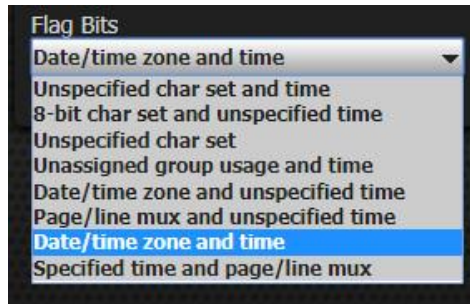 Flag Bits
Date/time zone and time
Unspecified char set and time
8-bit char set and unspecified time
Unspecified char set
Unassigned group usage and time
Date/time zone and unspecified time
Page/line mux and unspecified time
Date/time zone and time
Specified time and page/line mux